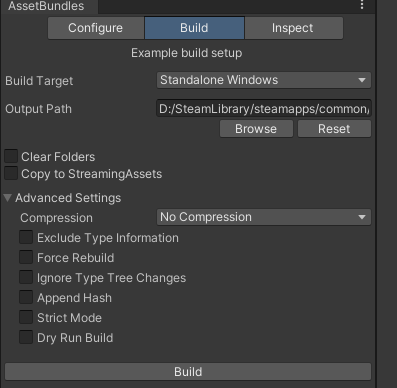 AssetBundles
Configure Build Inspect
Example build setup
Build Target Standalone Windows
Output Path D:/SteamLibrary/steamapps/common/
Browse Reset
Clear Folders
Copy to StreamingAssets
Advanced Settings
Compression No Compression
Exclude Type Information
Force Rebuild
Ignore Type Tree Changes
Append Hash
Strict Mode
Dry Run Build
Build